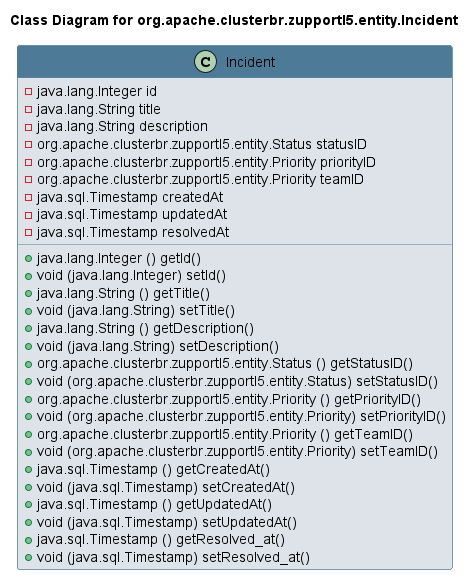 Class Diagram for org.apache.clusterbr.zupportl5.entity.Incident
C Incident
java.lang.Integer id
java.lang.String title
java.lang.String description
org.apache.clusterbr.zupportl5.entity.Status statusID
org.apache.clusterbr.zupportl5.entity.Priority priorityID
org.apache.clusterbr.zupportl5.entity.Priority teamID
java.sql.Timestamp createdAt
java.sql.Timestamp updatedAt
java.sql.Timestamp resolvedAt
java.lang.Integer () getId()
void (java.lang.Integer) setId()
java.lang.String () getTitle()
void (java.lang.String) setTitle()
java.lang.String () getDescription()
void (java.lang.String) setDescription()
org.apache.clusterbr.zupportl5.entity.Status () getStatusID()
void (org.apache.clusterbr.zupportl5.entity.Status) setStatusID()
org.apache.clusterbr.zupportl5.entity.Priority () getPriorityID()
void (org.apache.clusterbr.zupportl5.entity.Priority) setPriorityID()
org.apache.clusterbr.zupportl5.entity.Priority () getTeamID()
void (org.apache.clusterbr.zupportl5.entity.Priority) setTeamID()
java.sql.Timestamp () getCreatedAt()
void (java.sql.Timestamp) setCreatedAt()
java.sql.Timestamp () getUpdatedAt()
void (java.sql.Timestamp) setUpdatedAt()
java.sql.Timestamp () getResolved_at()
void (java.sql.Timestamp) setResolved_at()